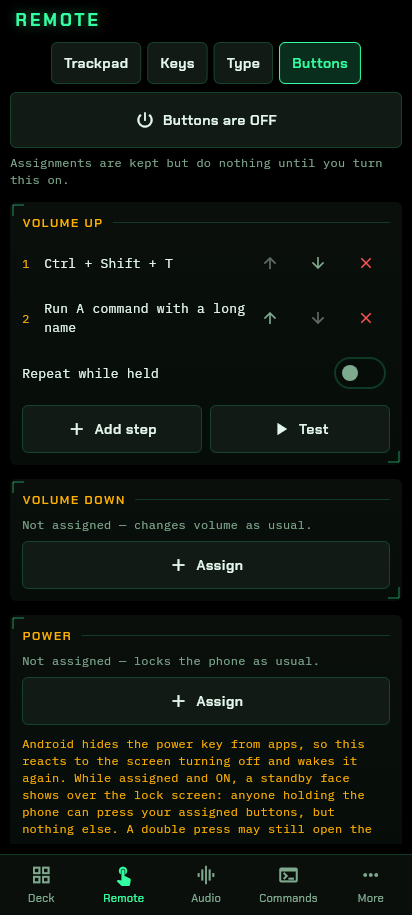 REMOTE
Trackpad
Keys
Type
Buttons
Buttons are OFF
Assignments are kept but do nothing until you turn
this on.
VOLUME UP
1 Ctrl + Shift + T
2 Run A command with a long
name
Repeat while held
Add step
Test
VOLUME DOWN
Not assigned — changes volume as usual.
Assign
POWER
Not assigned — locks the phone as usual.
Assign
Android hides the power key from apps, so this
reacts to the screen turning off and wakes it
again. While assigned and ON, a standby face
shows over the lock screen: anyone holding the
phone can press your assigned buttons, but
nothing else. A double press may still open the
Deck
Remote
Audio
Commands
More